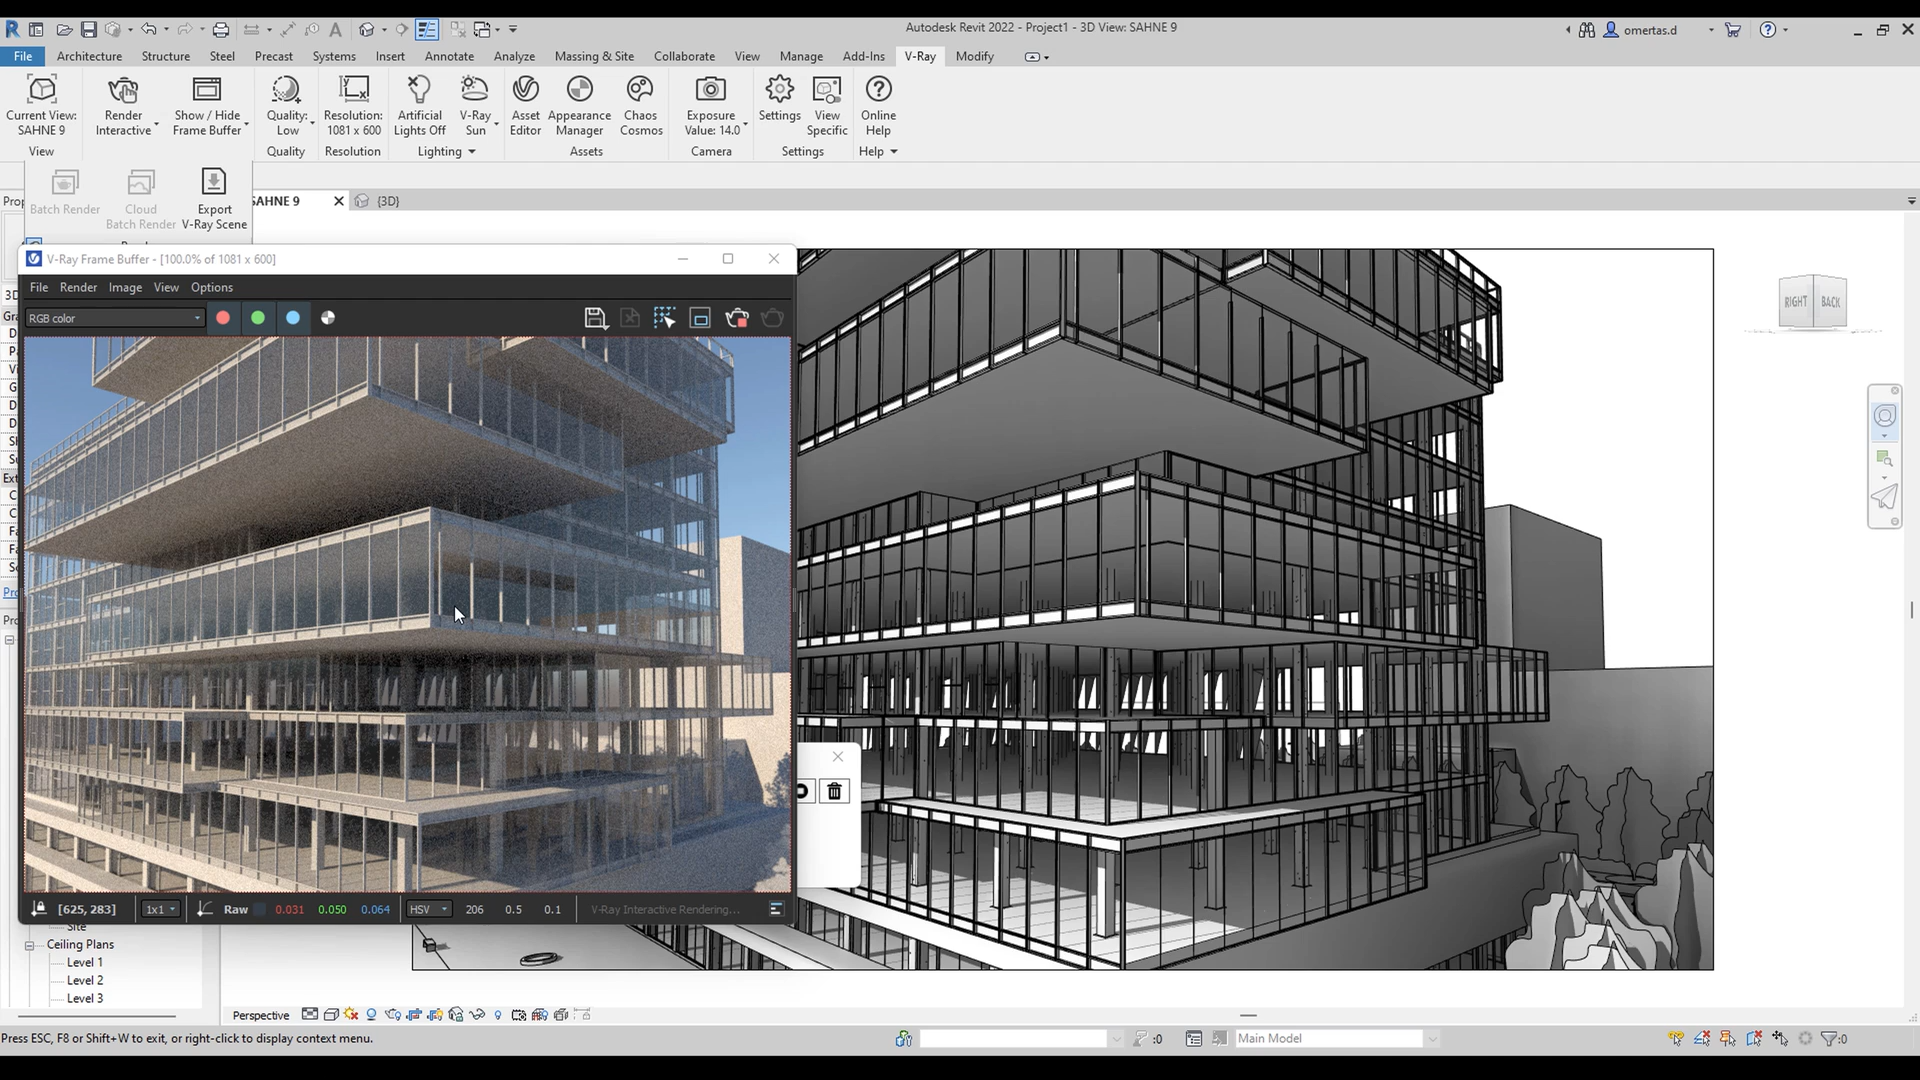 Autodesk Revit 2022 - Project1 - 3D View: SAHNE 9
omertas.d
File Architecture Structure Steel Precast Systems Insert Annotate Analyze Massing & Site Collaborate View Manage Add-Ins V-Ray Modify
Current View: SAHNE 9
Render Interactive
Show / Hide Frame Buffer
Quality: Low
Resolution: 1081 x 600
Artificial Lights Off
V-Ray Sun
Asset Editor
Appearance Manager
Chaos Cosmos
Exposure Value: 14.0
Settings
View Specific
Online Help
View Quality Resolution Lighting Assets Camera Settings Help
Batch Render
Cloud Batch Render
Export V-Ray Scene
SAHNE 9
{3D}
V-Ray Frame Buffer - [100.0% of 1081 x 600]
File Render Image View Options
RGB color
RIGHT BACK
[625, 283] 1x1 Raw 0.031 0.050 0.064 HSV 206 0.5 0.1 V-Ray Interactive Rendering...
Site
Ceiling Plans
Level 1
Level 2
Level 3
Perspective
Press ESC, F8 or Shift+W to exit, or right-click to display context menu.
:0
Main Model
:0